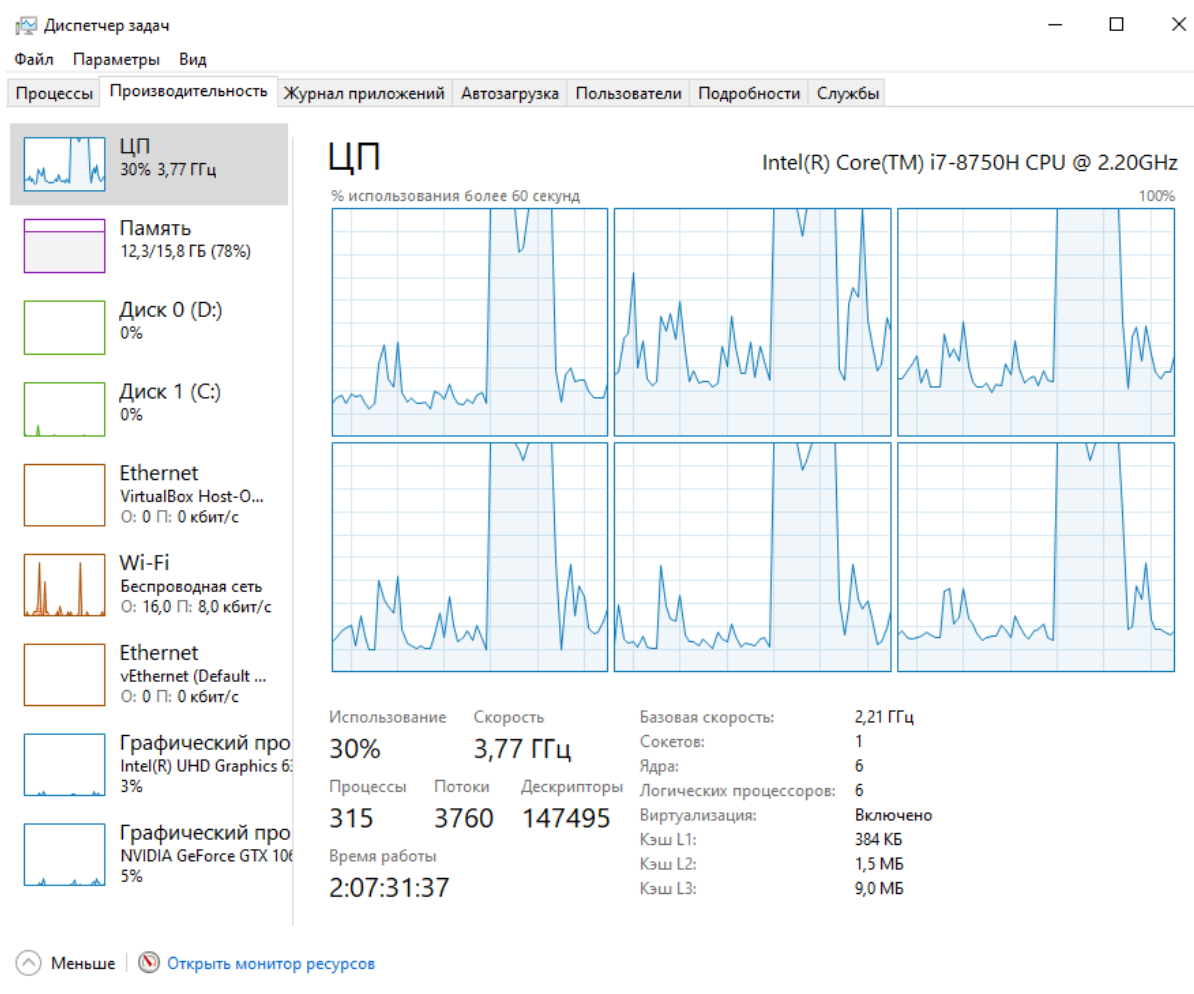 Диспетчер задач
Файл Параметры Вид
Процессы Производительность Журнал приложений Автозагрузка Пользователи Подробности Службы
ЦП
30% 3,77 ГГц
Память
12,3/15,8 ГБ (78%)
Диск 0 (D:)
0%
Диск 1 (C:)
0%
Ethernet
VirtualBox Host-O...
О: 0 П: 0 кбит/с
Wi-Fi
Беспроводная сеть
О: 16,0 П: 8,0 кбит/с
Ethernet
vEthernet (Default ...
О: 0 П: 0 кбит/с
Графический про
Intel(R) UHD Graphics 63
3%
Графический про
NVIDIA GeForce GTX 106
5%
ЦП
Intel(R) Core(TM) i7-8750H CPU @ 2.20GHz
% использования более 60 секунд
100%
Использование Скорость
30% 3,77 ГГц
Процессы Потоки Дескрипторы
315 3760 147495
Время работы
2:07:31:37
Базовая скорость: 2,21 ГГц
Сокетов: 1
Ядра: 6
Логических процессоров: 6
Виртуализация: Включено
Кэш L1: 384 КБ
Кэш L2: 1,5 МБ
Кэш L3: 9,0 МБ
Меньше Открыть монитор ресурсов